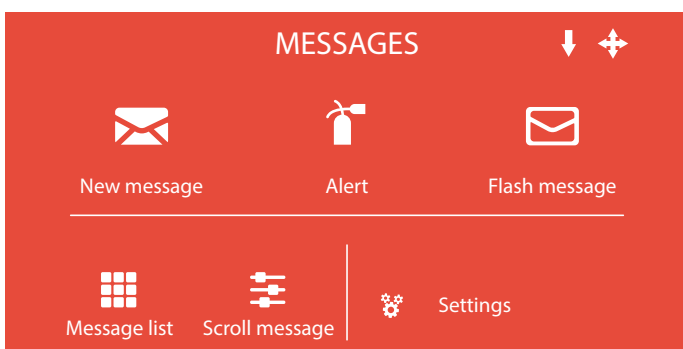 MESSAGES
New message
Alert
Flash message
Message list
Scroll message
Settings